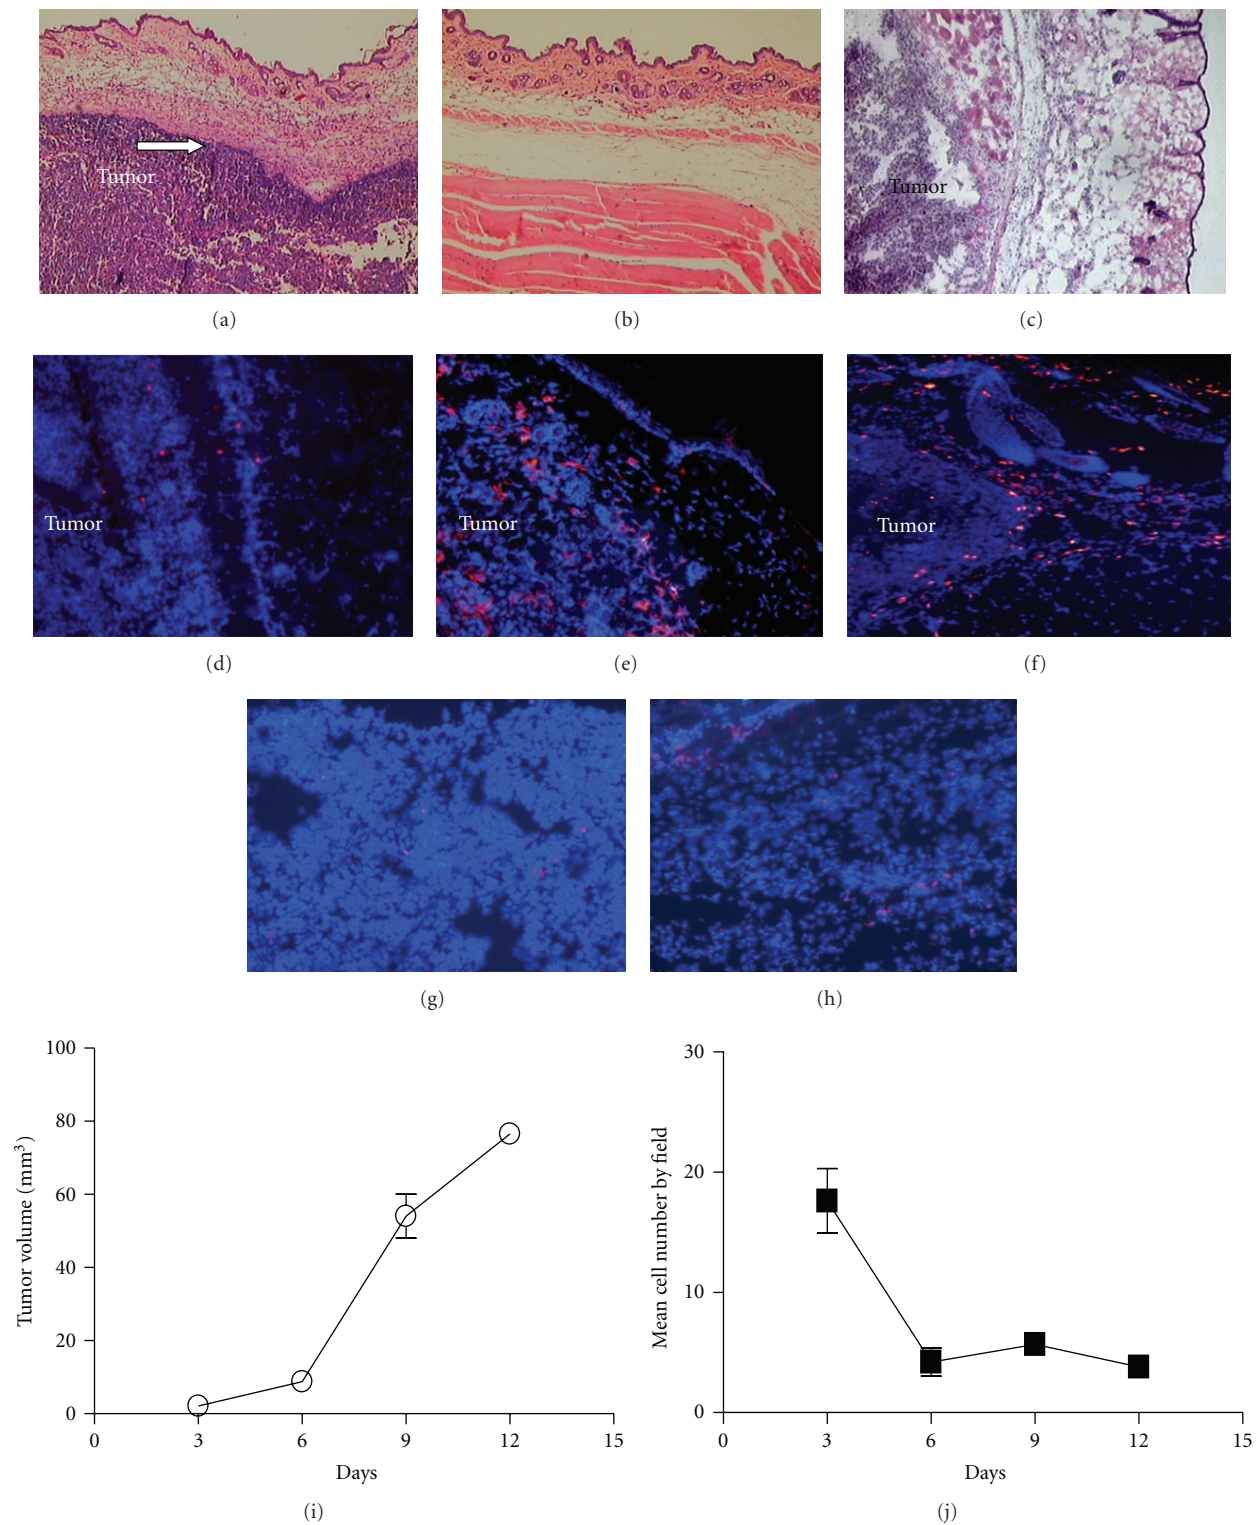 Tumor
Tumor
(a)
(b)
(c)
Tumor
Tumor
Tumor
(d)
(e)
(f)
(g)
(h)
100
80
60
40
20
0
0
3
6
9
12
15
Tumor volume (mm³)
Days
(i)
30
20
10
0
0
3
6
9
12
15
Mean cell number by field
Days
(j)